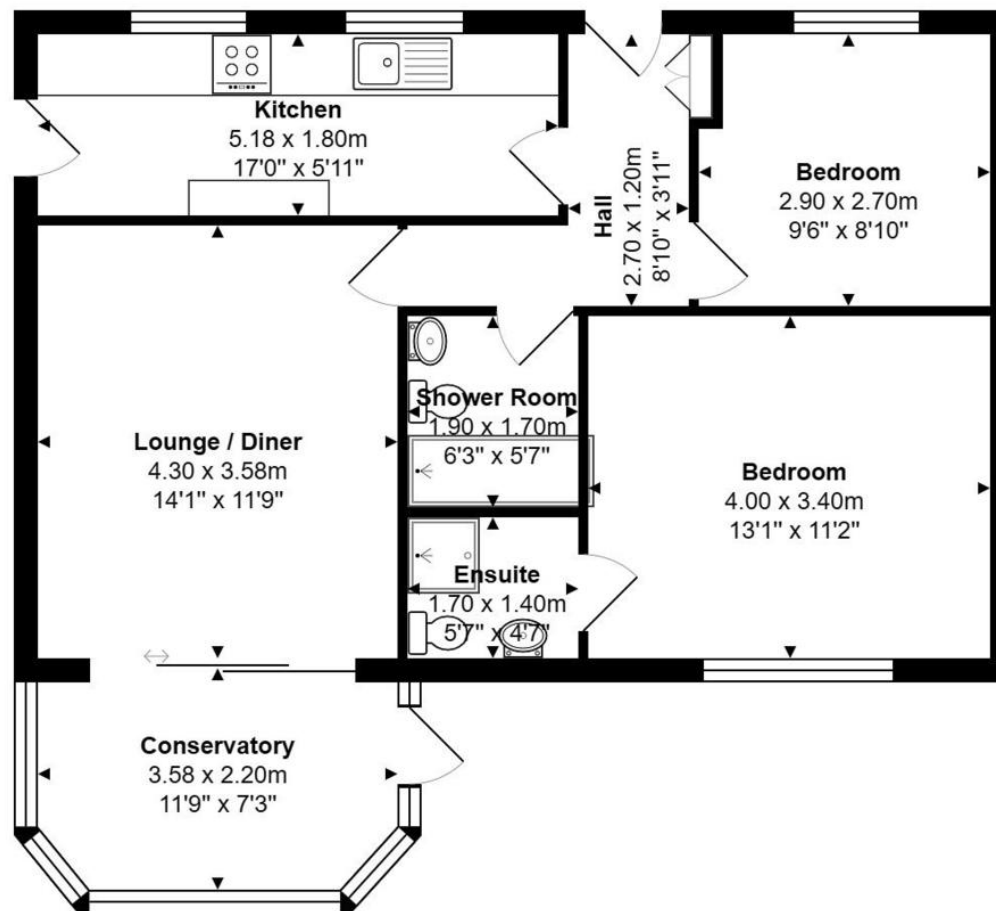 Kitchen
5.18 x 1.80m
17'0" x 5'11"
Hall
2.70 x 1.20m
8'10" x 3'11"
Bedroom
2.90 x 2.70m
9'6" x 8'10"
Lounge / Diner
4.30 x 3.58m
14'1" x 11'9"
Shower Room
1.90 x 1.70m
6'3" x 5'7"
Bedroom
4.00 x 3.40m
13'1" x 11'2"
Ensuite
1.70 x 1.40m
5'7" x 4'7"
Conservatory
3.58 x 2.20m
11'9" x 7'3"